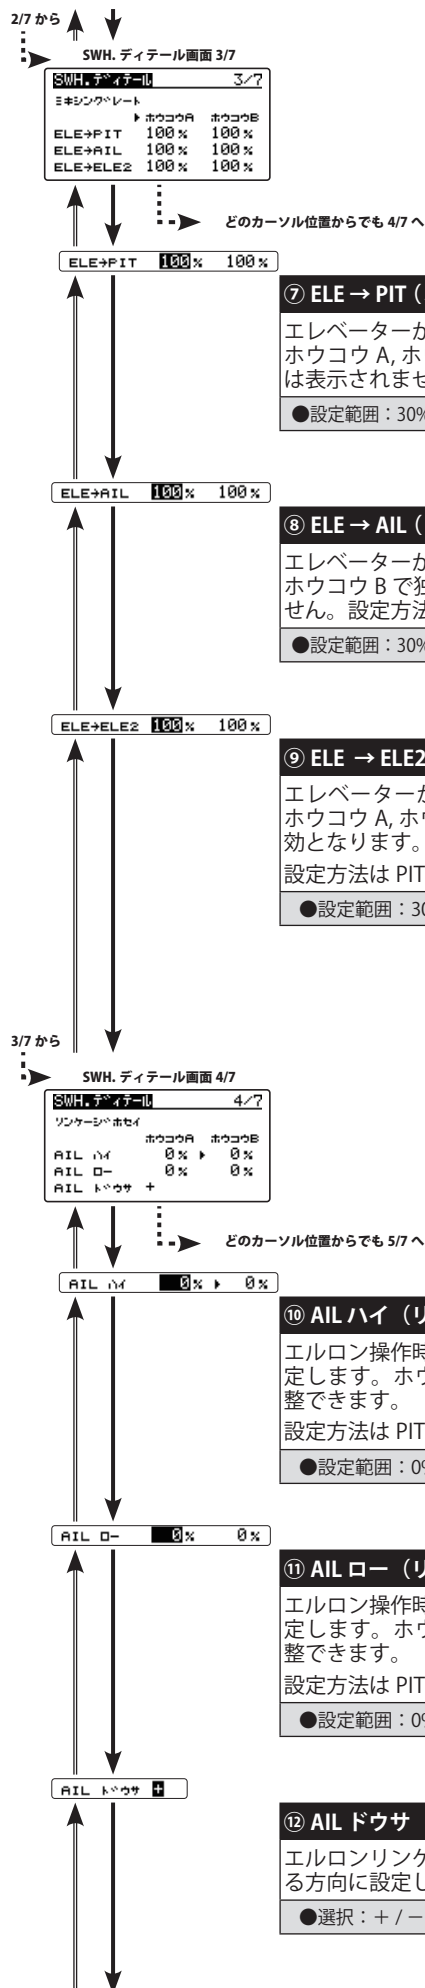 2/7 から
SWH. ディテール画面 3/7
SWH.ディテール 3/7
ミキシングレート
▶ホウコウA ホウコウB
ELE→PIT 100% 100%
ELE→AIL 100% 100%
ELE→ELE2 100% 100%
どのカーソル位置からでも 4/7 へ
ELE→PIT 100% 100%
⑦ ELE → PIT（
エレベーターか
ホウコウ A, ホ
は表示されませ
●設定範囲：30%
ELE→AIL 100% 100%
⑧ ELE → AIL（
エレベーターか
ホウコウ B で独
せん。設定方法
●設定範囲：30%
ELE→ELE2 100% 100%
⑨ ELE → ELE2
エレベーターか
ホウコウ A, ホウ
効となります。
設定方法は PIT
●設定範囲：30
3/7 から
SWH. ディテール画面 4/7
SWH.ディテール 4/7
リンケージホセイ
ホウコウA ホウコウB
AIL ハイ 0% ▶ 0%
AIL ロー 0% 0%
AIL ドウサ +
どのカーソル位置からでも 5/7 へ
AIL ハイ 0% ▶ 0%
⑩ AIL ハイ（リ
エルロン操作時
定します。ホウ
整できます。
設定方法は PIT
●設定範囲：0%
AIL ロー 0% 0%
⑪ AIL ロー（リ
エルロン操作時
定します。ホウ
整できます。
設定方法は PIT
●設定範囲：0%
AIL ドウサ +
⑫ AIL ドウサ
エルロンリンケ
る方向に設定し
●選択：＋ / −